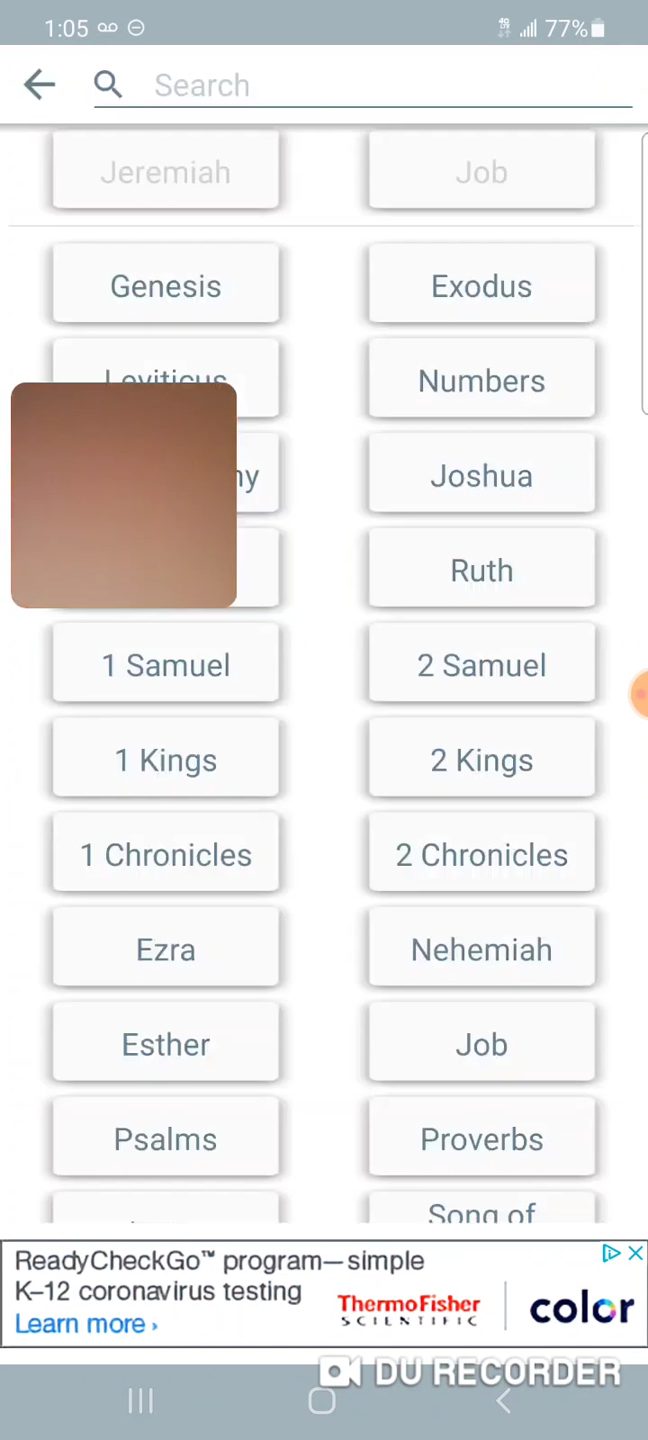 1:05 77%
Search
Jeremiah Job
Genesis Exodus
Leviticus Numbers
Joshua
Ruth
1 Samuel 2 Samuel
1 Kings 2 Kings
1 Chronicles 2 Chronicles
Ezra Nehemiah
Esther Job
Psalms Proverbs
Song of
ReadyCheckGo™ program—simple
K–12 coronavirus testing
Learn more ›
ThermoFisher
SCIENTIFIC
color
DU RECORDER